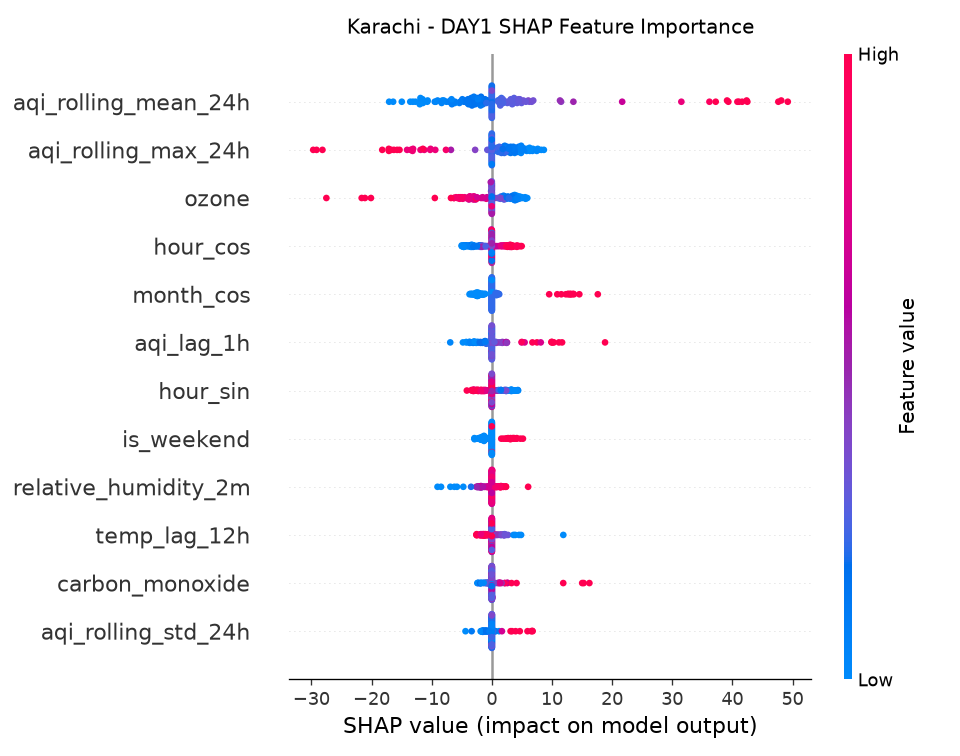 Karachi - DAY1 SHAP Feature Importance
High
aqi_rolling_mean_24h
aqi_rolling_max_24h
ozone
hour_cos
month_cos
aqi_lag_1h
hour_sin
is_weekend
relative_humidity_2m
temp_lag_12h
carbon_monoxide
aqi_rolling_std_24h
Feature value
Low
−30 −20 −10 0 10 20 30 40 50
SHAP value (impact on model output)